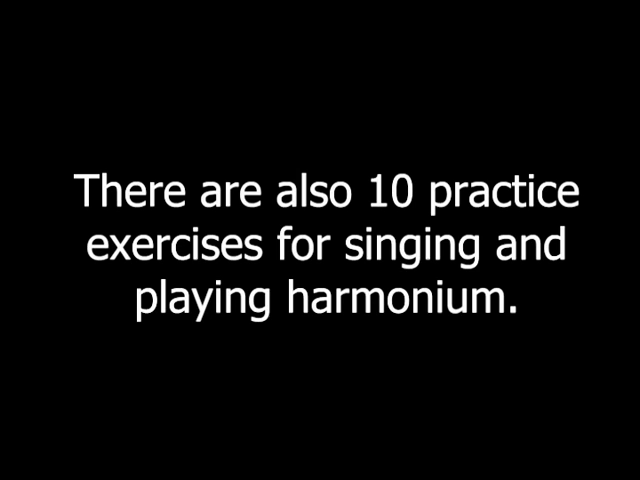 There are also 10 practice
exercises for singing and
playing harmonium.